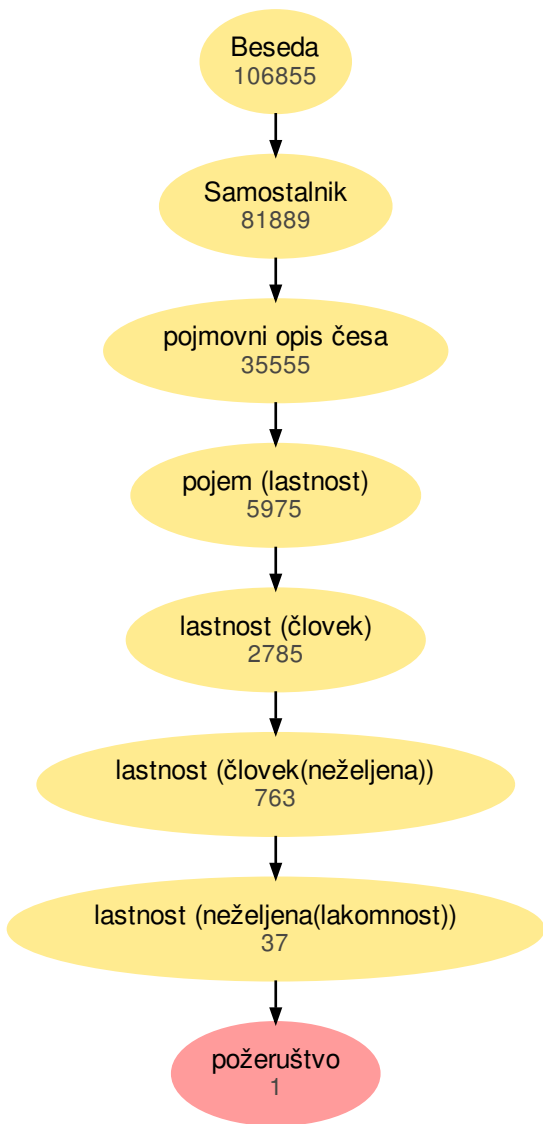 Beseda
106855
Samostalnik
81889
pojmovni opis česa
35555
pojem (lastnost)
5975
lastnost (človek)
2785
lastnost (človek(neželjena))
763
lastnost (neželjena(lakomnost))
37
požeruštvo
1